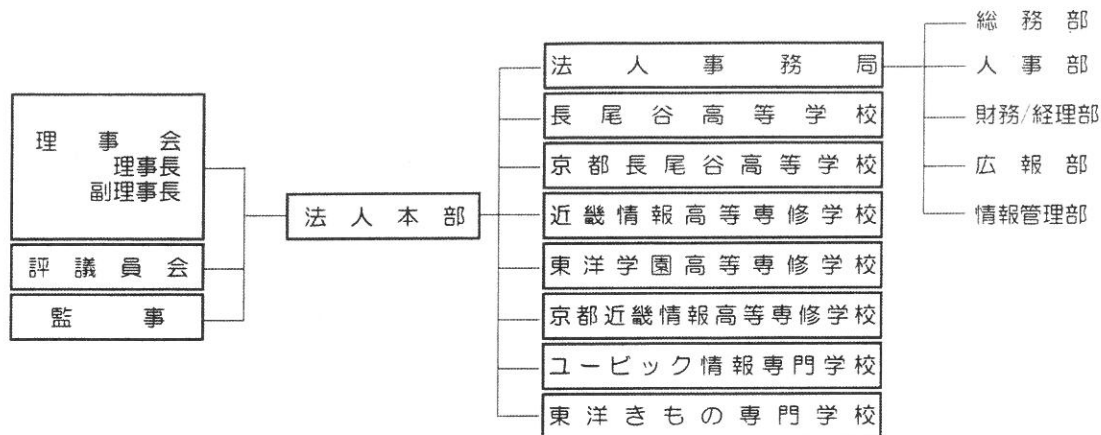 理事会
理事長
副理事長
評議員会
監事
法人本部
法人事務局
長尾谷高等学校
京都長尾谷高等学校
近畿情報高等専修学校
東洋学園高等専修学校
京都近畿情報高等専修学校
ユービック情報専門学校
東洋きもの専門学校
総務部
人事部
財務/経理部
広報部
情報管理部